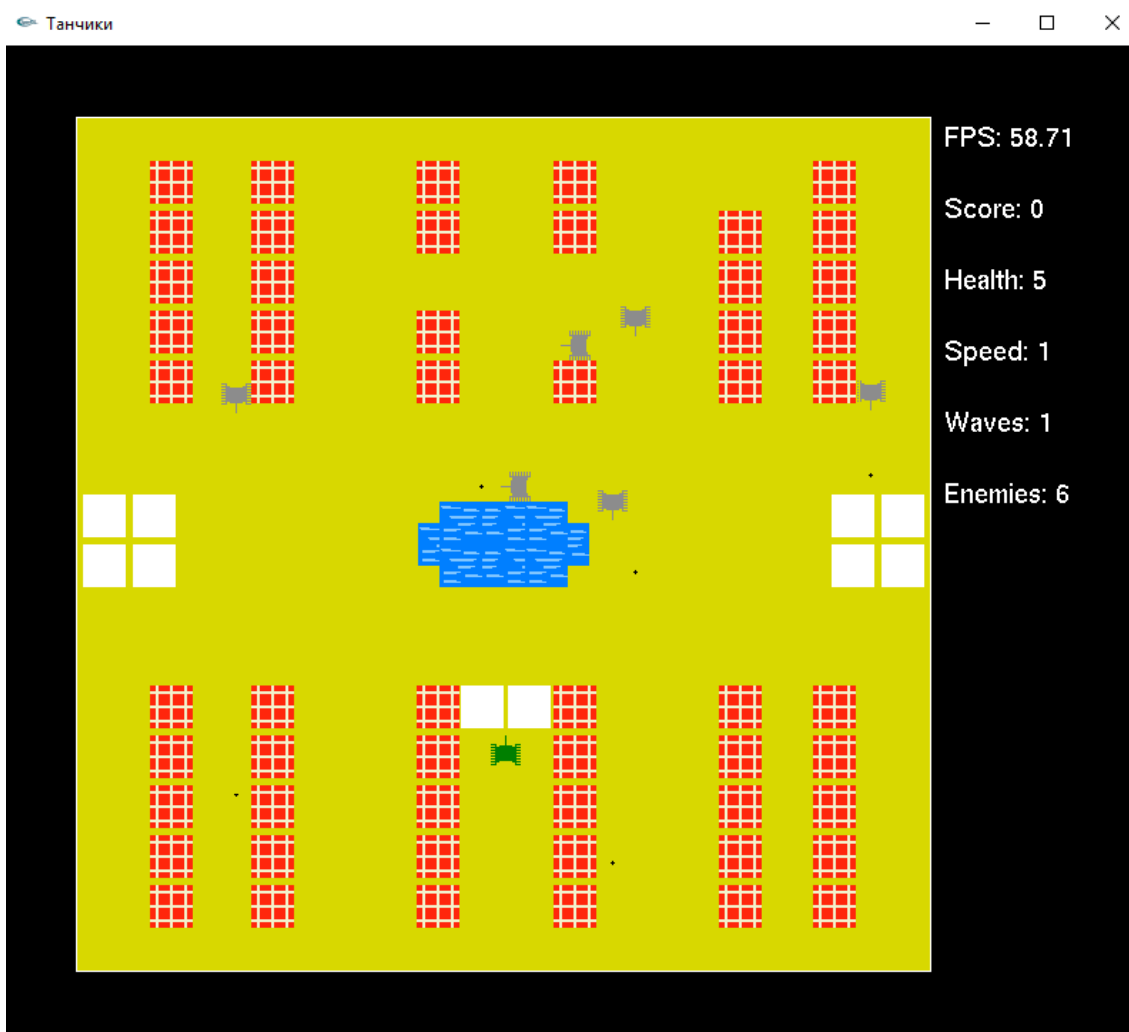 Танчики
FPS: 58.71
Score: 0
Health: 5
Speed: 1
Waves: 1
Enemies: 6